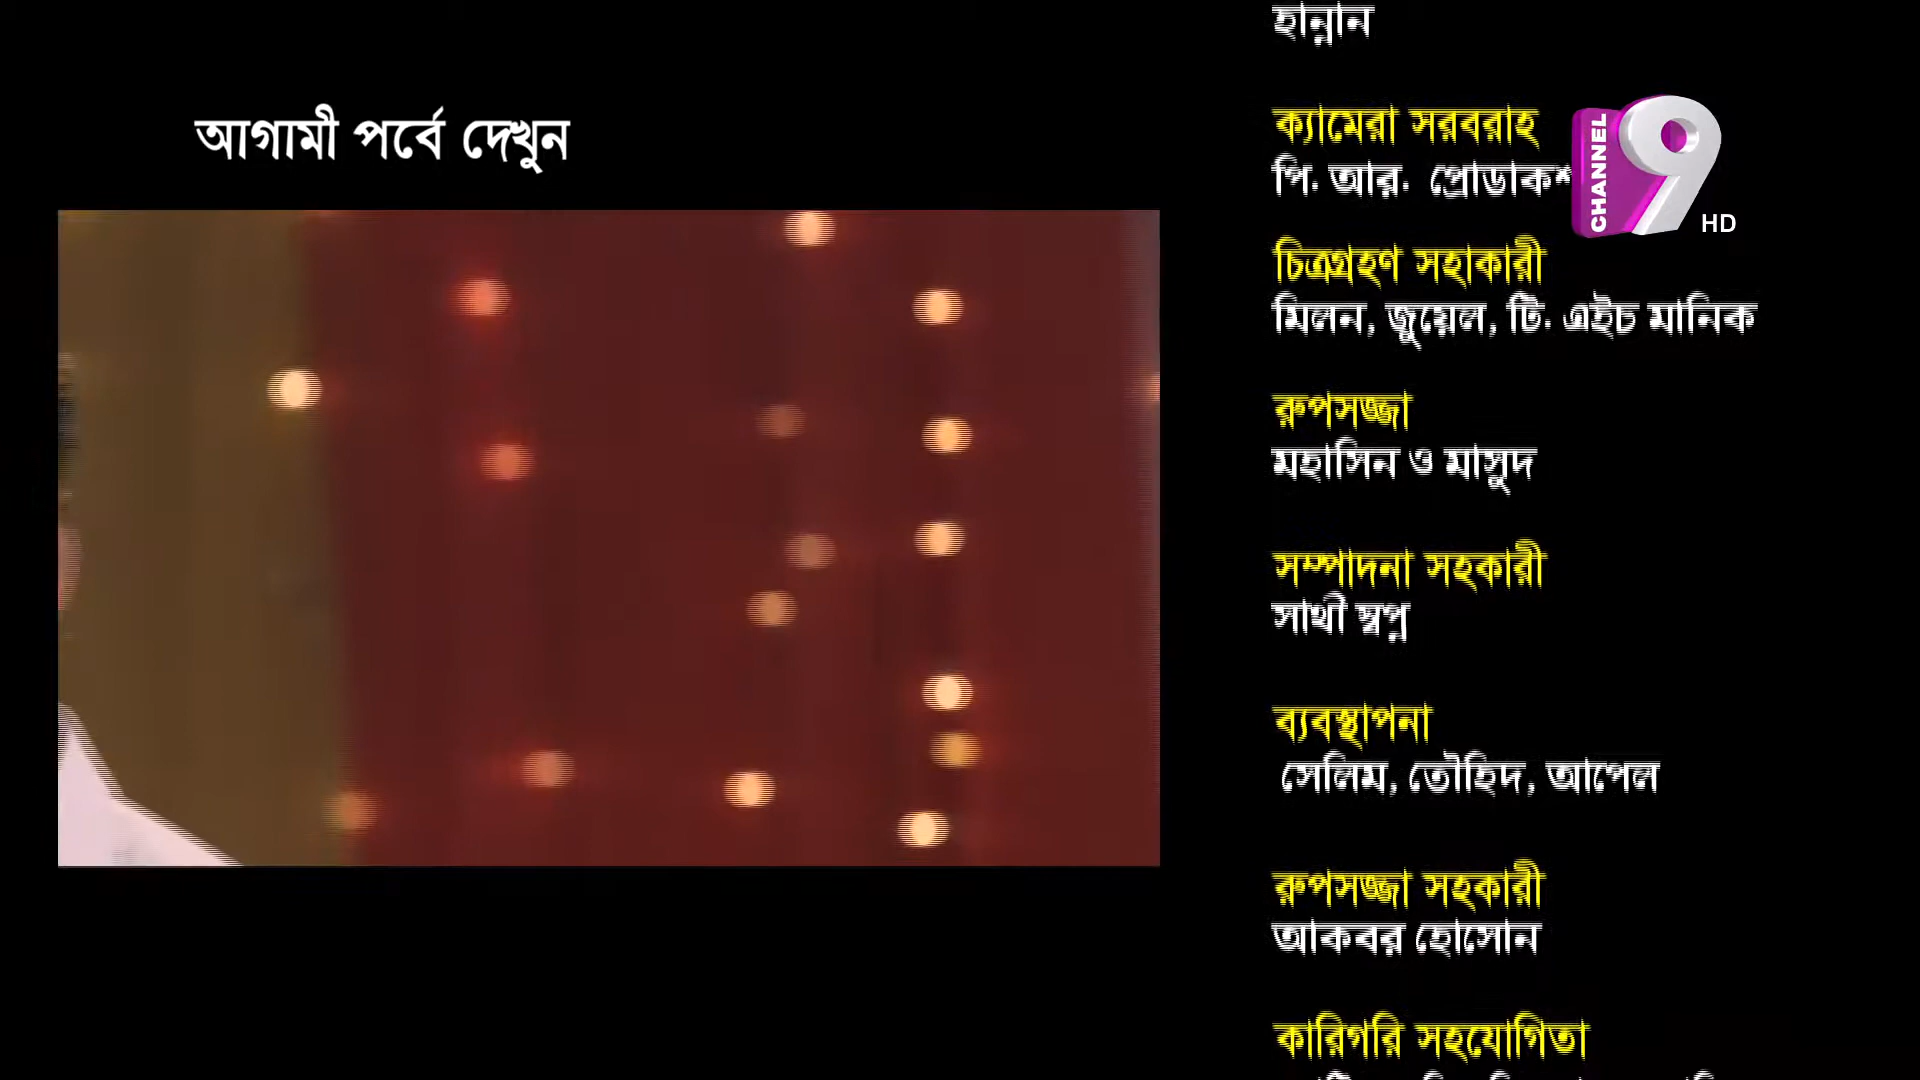 আগামী পর্বে দেখুন
হান্নান
ক্যামেরা সরবরাহ
পি. আর. প্রোডাকশ
চিত্রগ্রহণ সহাকারী
মিলন, জুয়েল, টি. এইচ মানিক
রুপসজ্জা
মহাসিন ও মাসুদ
সম্পাদনা সহকারী
সাথী স্বপ্ন
ব্যবস্থাপনা
সেলিম, তৌহিদ, আপেল
রুপসজ্জা সহকারী
আকবর হোসোন
কারিগরি সহযোগিতা
CHANNEL 9
HD